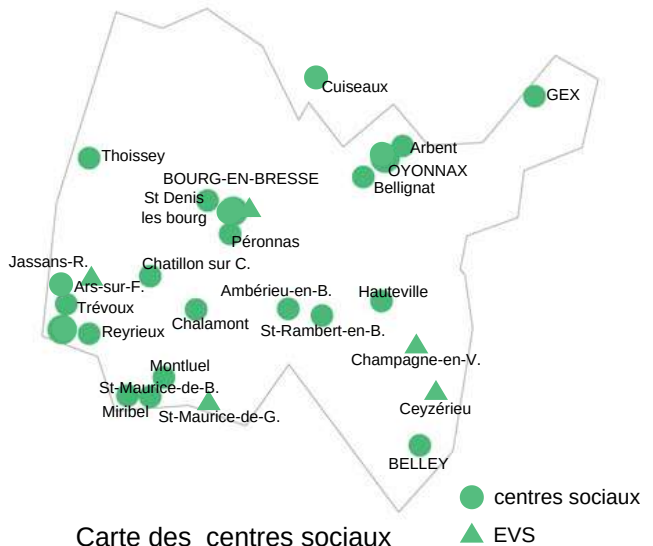 Cuiseaux
GEX
Arbent
Thoissey
OYONNAX
BOURG-EN-BRESSE
Bellignat
St Denis
les bourg
Péronnas
Jassans-R.
Chatillon sur C.
Ars-sur-F.
Ambérieu-en-B.
Hauteville
Trévoux
Chalamont
Reyrieux
St-Rambert-en-B.
Champagne-en-V.
Montluel
St-Maurice-de-B.
Ceyzérieu
Miribel
St-Maurice-de-G.
BELLEY
centres sociaux
Carte des centres sociaux
EVS